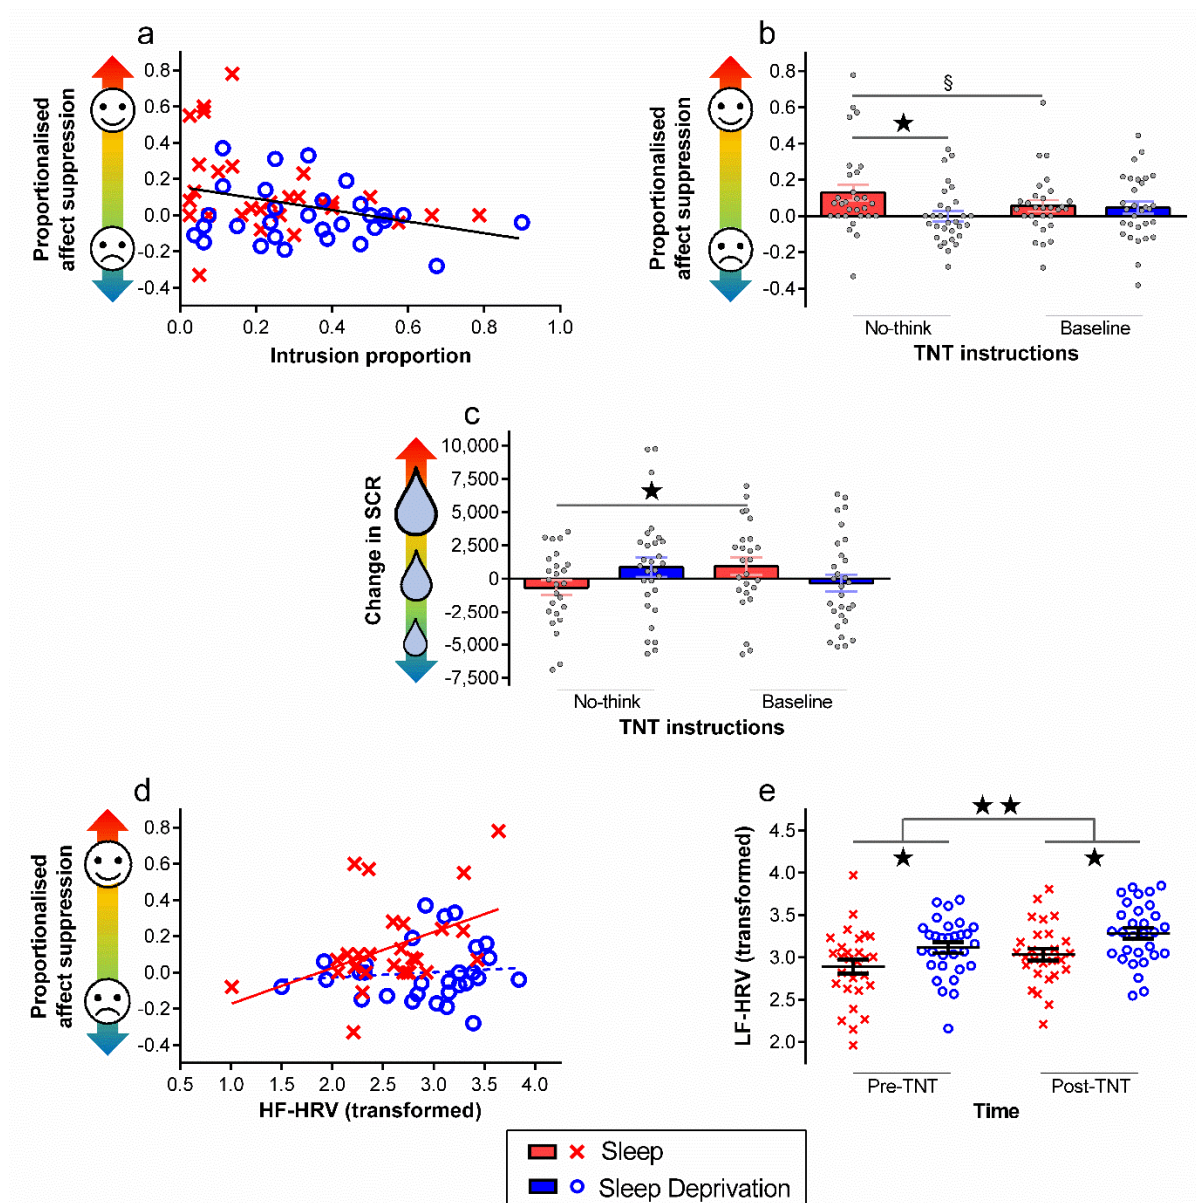 a
Proportionalised
affect suppression
0.8
0.6
0.4
0.2
0.0
-0.2
-0.4
0.0 0.2 0.4 0.6 0.8 1.0
Intrusion proportion
b
Proportionalised
affect suppression
0.8
0.6
0.4
0.2
0.0
-0.2
-0.4
§
★
No-think Baseline
TNT instructions
c
Change in SCR
10,000
7,500
5,000
2,500
0
-2,500
-5,000
-7,500
★
No-think Baseline
TNT instructions
d
Proportionalised
affect suppression
0.8
0.6
0.4
0.2
0.0
-0.2
-0.4
0.5 1.0 1.5 2.0 2.5 3.0 3.5 4.0
HF-HRV (transformed)
e
LF-HRV (transformed)
4.5
4.0
3.5
3.0
2.5
2.0
★ ★
★ ★
Pre-TNT Post-TNT
Time
Sleep
Sleep Deprivation